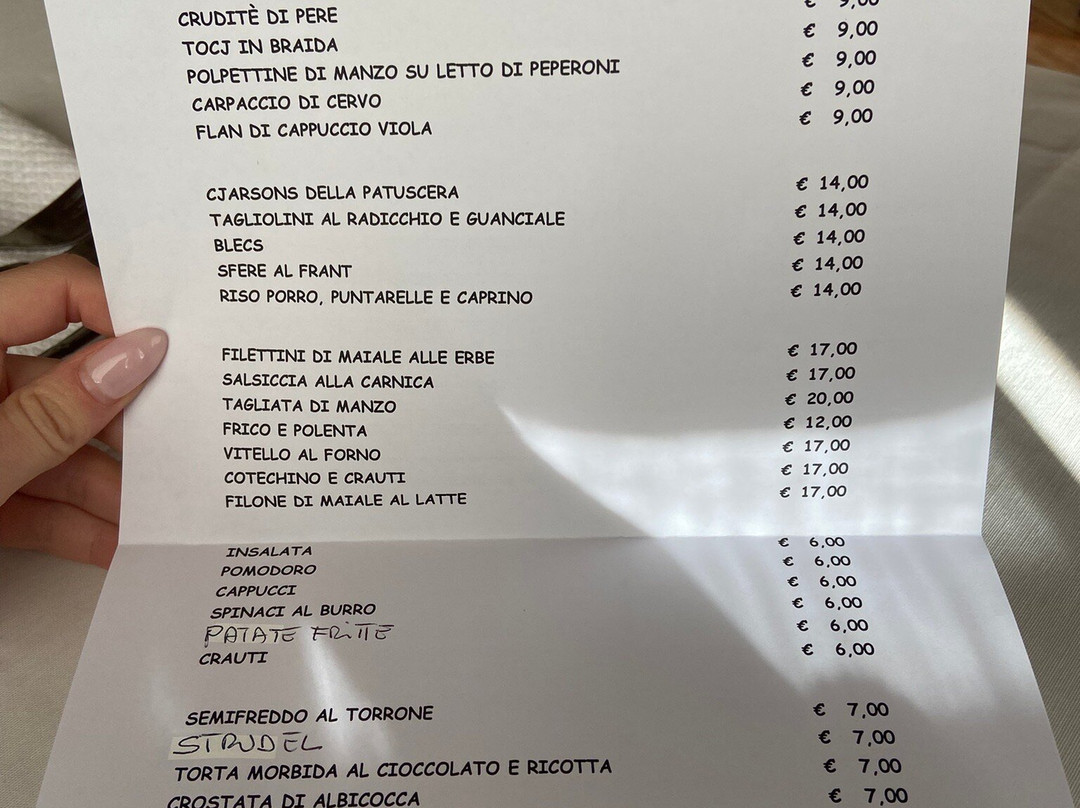 CRUDITÈ DI PERE € 9,00
TOCJ IN BRAIDA € 9,00
POLPETTINE DI MANZO SU LETTO DI PEPERONI € 9,00
CARPACCIO DI CERVO € 9,00
FLAN DI CAPPUCCIO VIOLA € 9,00
CJARSONS DELLA PATUSCERA € 14,00
TAGLIOLINI AL RADICCHIO E GUANCIALE € 14,00
BLECS € 14,00
SFERE AL FRANT € 14,00
RISO PORRO, PUNTARELLE E CAPRINO € 14,00
FILETTINI DI MAIALE ALLE ERBE € 17,00
SALSICCIA ALLA CARNICA € 17,00
TAGLIATA DI MANZO € 20,00
FRICO E POLENTA € 12,00
VITELLO AL FORNO € 17,00
COTECHINO E CRAUTI € 17,00
FILONE DI MAIALE AL LATTE € 17,00
INSALATA € 6,00
POMODORO € 6,00
CAPPUCCI € 6,00
SPINACI AL BURRO € 6,00
PATATE FRITTE € 6,00
CRAUTI € 6,00
SEMIFREDDO AL TORRONE € 7,00
STRUDEL € 7,00
TORTA MORBIDA AL CIOCCOLATO E RICOTTA € 7,00
CROSTATA DI ALBICOCCA € 7,00